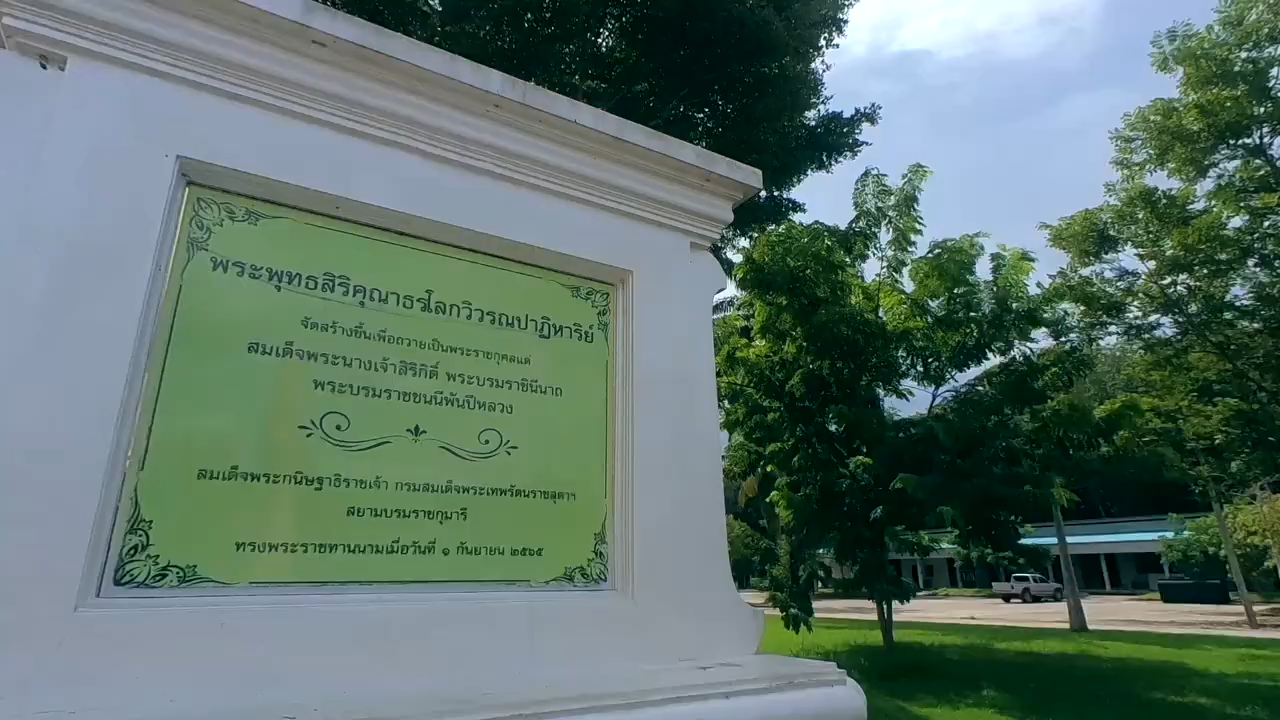 พระพุทธสิริคุณาธรโลกวิวรณปาฏิหาริย์
จัดสร้างขึ้นเพื่อถวายเป็นพระราชกุศลแด่
สมเด็จพระนางเจ้าสิริกิติ์ พระบรมราชินีนาถ
พระบรมราชชนนีพันปีหลวง
สมเด็จพระกนิษฐาธิราชเจ้า กรมสมเด็จพระเทพรัตนราชสุดาฯ
สยามบรมราชกุมารี
ทรงพระราชทานนามเมื่อวันที่ ๑ กันยายน ๒๕๖๕